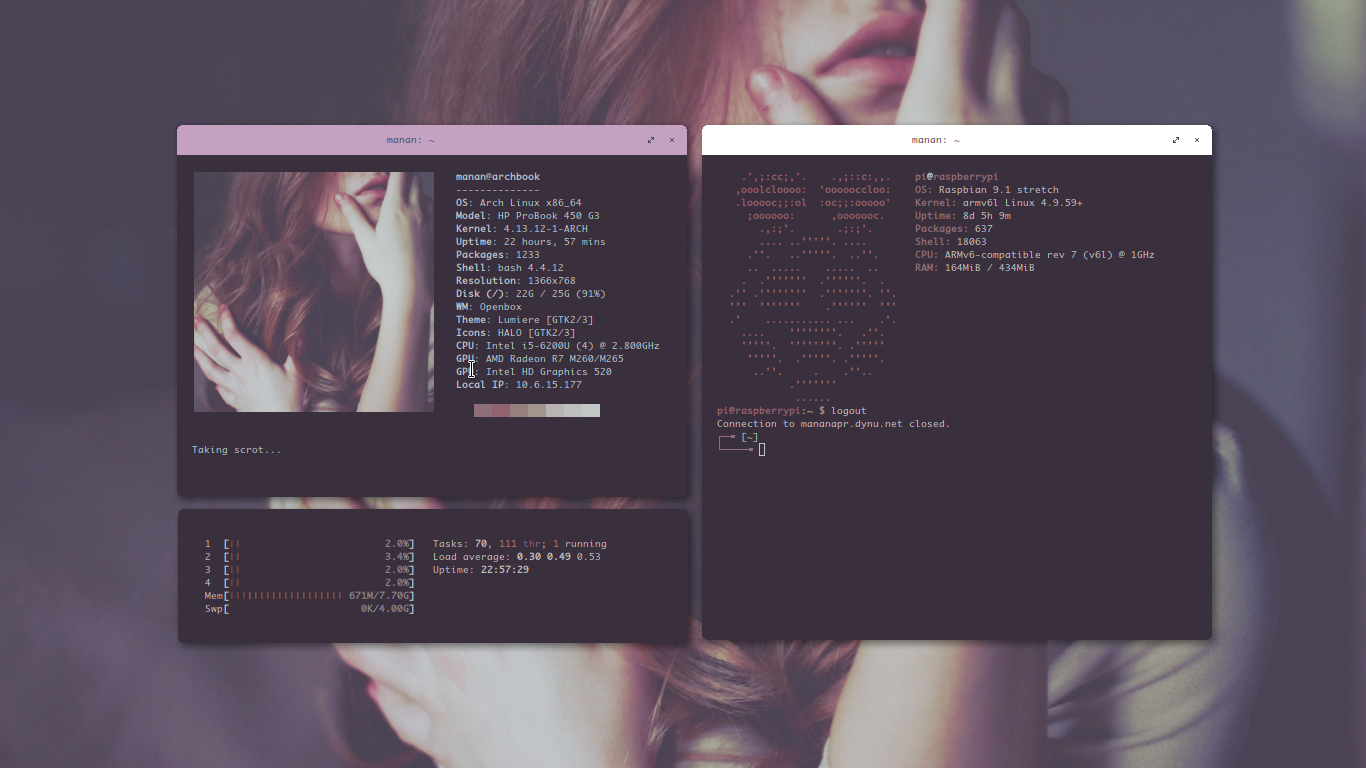 manan: ~
manan@archbook
--------------
OS: Arch Linux x86_64
Model: HP ProBook 450 G3
Kernel: 4.13.12-1-ARCH
Uptime: 22 hours, 57 mins
Packages: 1233
Shell: bash 4.4.12
Resolution: 1366x768
Disk (/): 22G / 25G (91%)
WM: Openbox
Theme: Lumiere [GTK2/3]
Icons: HALO [GTK2/3]
CPU: Intel i5-6200U (4) @ 2.800GHz
GPU: AMD Radeon R7 M260/M265
GPU: Intel HD Graphics 520
Local IP: 10.6.15.177
Taking scrot...
1 [|| 2.0%]
2 [|| 3.4%]
3 [|| 2.0%]
4 [|| 2.0%]
Mem[||||||||||||||||||| 671M/7.70G]
Swp[ 0K/4.00G]
Tasks: 70, 111 thr; 1 running
Load average: 0.30 0.49 0.53
Uptime: 22:57:29
manan: ~
pi@raspberrypi
OS: Raspbian 9.1 stretch
Kernel: armv6l Linux 4.9.59+
Uptime: 8d 5h 9m
Packages: 637
Shell: 18063
CPU: ARMv6-compatible rev 7 (v6l) @ 1GHz
RAM: 164MiB / 434MiB
pi@raspberrypi:~ $ logout
Connection to mananapr.dynu.net closed.
[~]